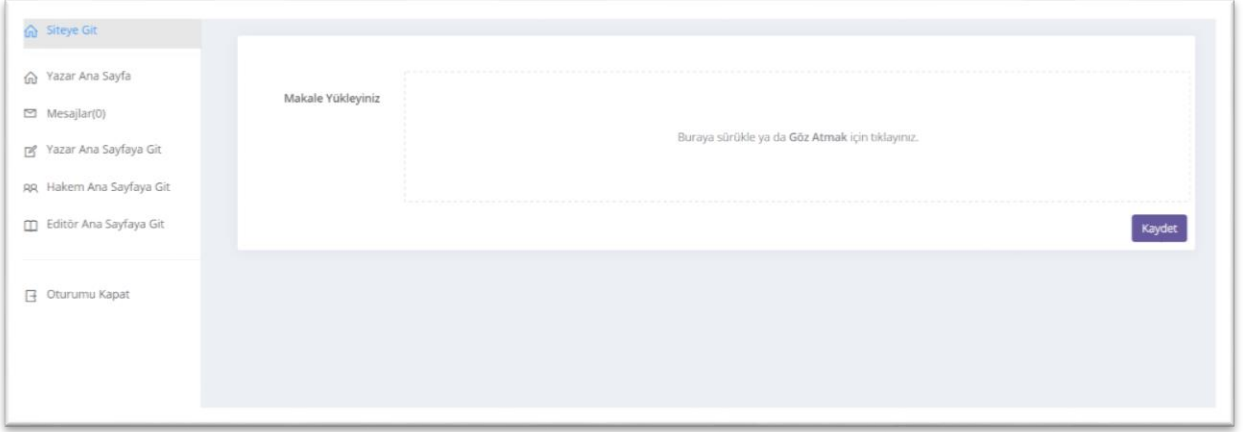 Siteye Git
Yazar Ana Sayfa
Mesajlar(0)
Yazar Ana Sayfaya Git
Hakem Ana Sayfaya Git
Editör Ana Sayfaya Git
Oturumu Kapat
Makale Yükleyiniz
Buraya sürükle ya da Göz Atmak için tıklayınız.
Kaydet